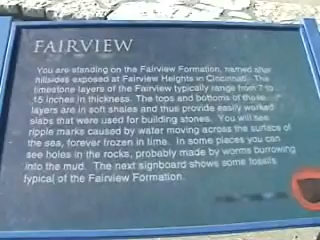 FAIRVIEW
You are standing on the Fairview Formation, named after
hillsides exposed at Fairview Heights in Cincinnati. The
limestone layers of the Fairview typically range from 7 to
15 inches in thickness. The tops and bottoms of these
layers are in soft shales and thus provide easily worked
slabs that were used for building stones. You will see
ripple marks caused by water moving across the surface of
the sea, forever frozen in time. In some places you can
see holes in the rocks, probably made by worms burrowing
into the mud. The next signboard shows some fossils
typical of the Fairview Formation.